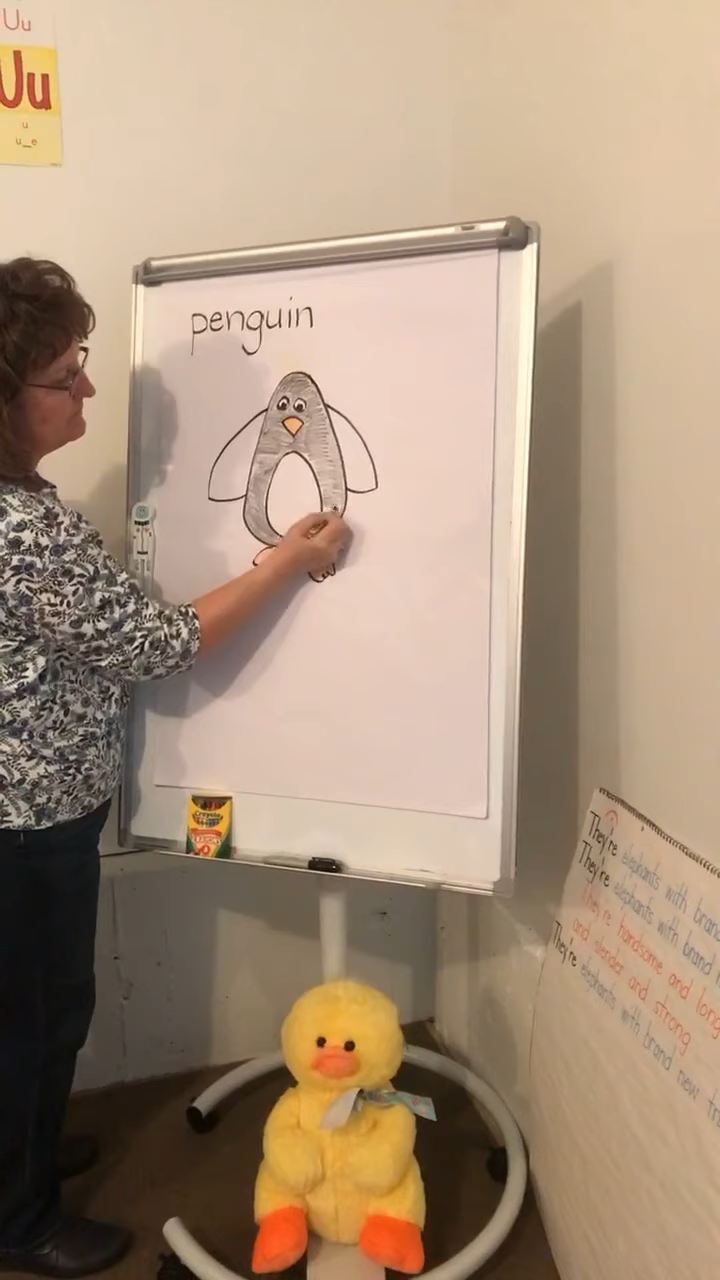 Uu
Uu
u
u_e
penguin
Crayola
They're elephants with brand
They're elephants with brand
They're handsome and long
and slender and strong
They're elephants with brand new